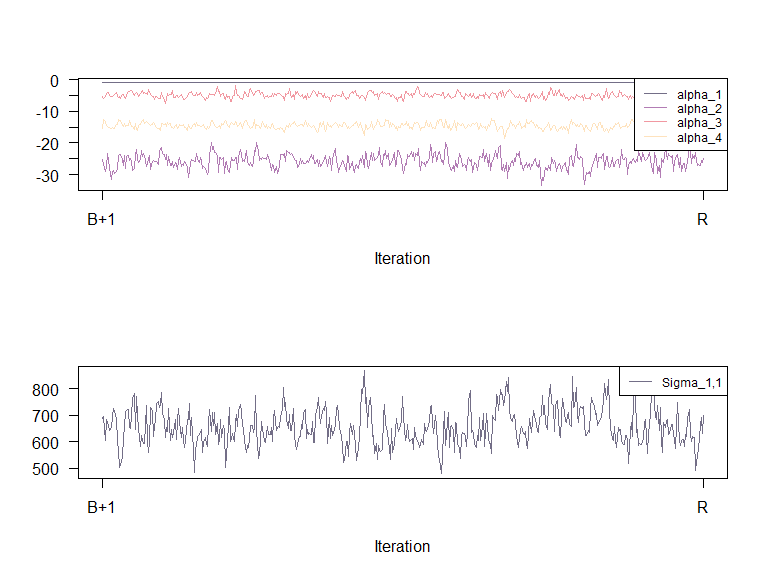 0
-10
-20
-30
alpha_1
alpha_2
alpha_3
alpha_4
B+1
R
Iteration
800
700
600
500
Sigma_1,1
B+1
R
Iteration